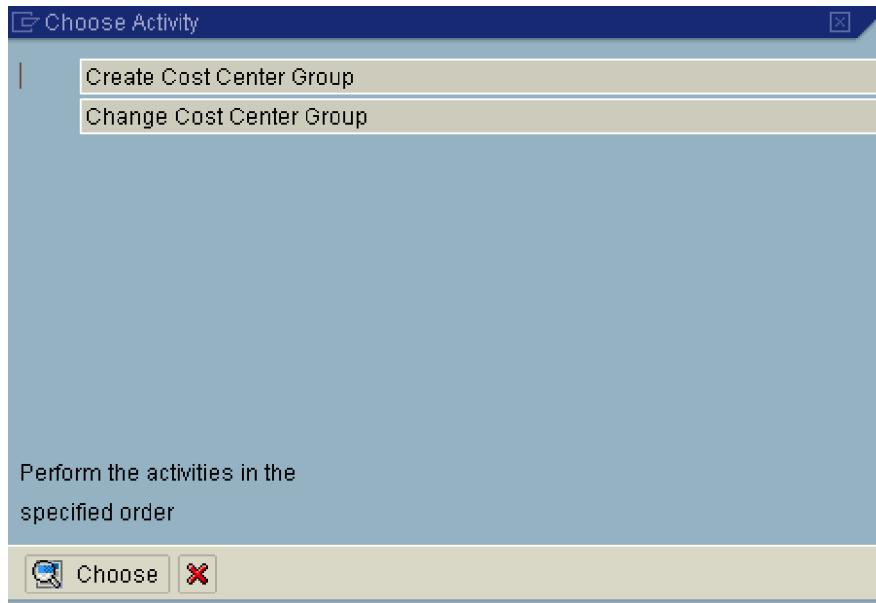 Choose Activity
Create Cost Center Group
Change Cost Center Group
Perform the activities in the
specified order
Choose